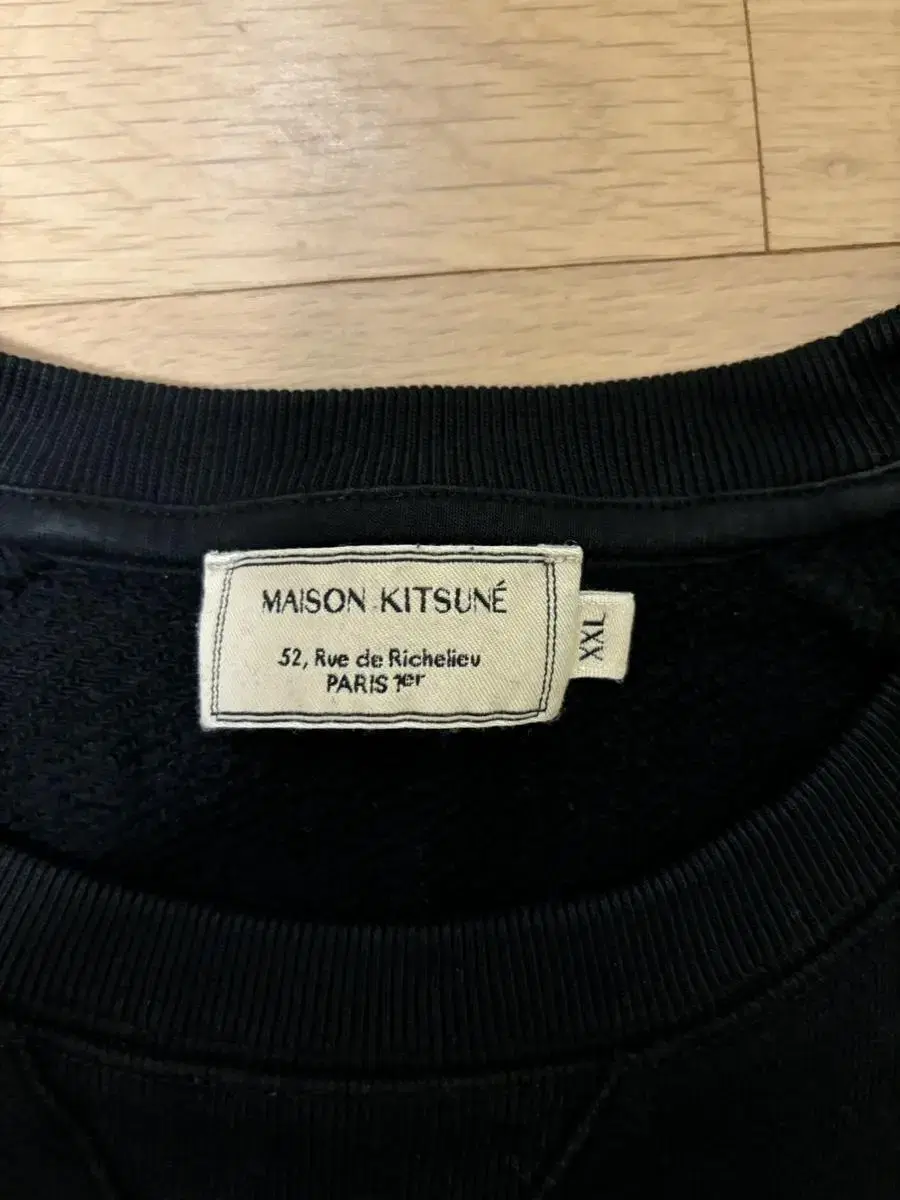 MAISON KITSUNÉ
52, Rue de Richelieu
PARIS 1er
XXL